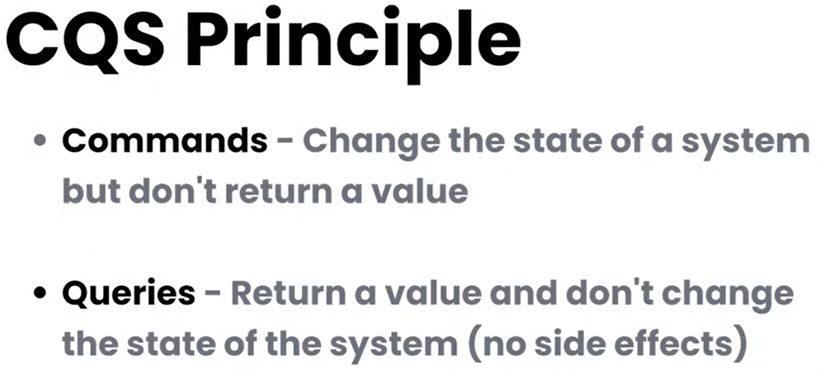 CQS Principle
• Commands - Change the state of a system
but don't return a value
• Queries - Return a value and don't change
the state of the system (no side effects)